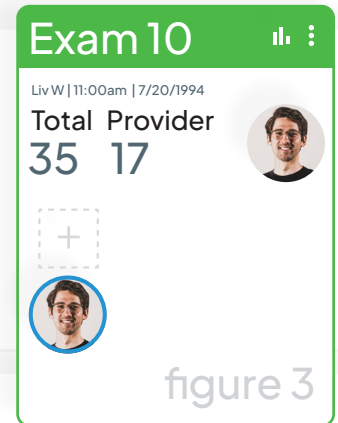 Exam 10
Liv W | 11:00am | 7/20/1994
Total Provider
35 17
figure 3